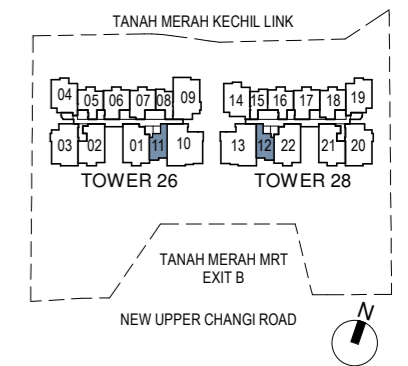 TANAH MERAH KECHIL LINK
04 05 06 07 08 09 14 15 16 17 18 19
03 02 01 11 10 13 12 22 21 20
TOWER 26 TOWER 28
TANAH MERAH MRT
EXIT B
NEW UPPER CHANGI ROAD
N